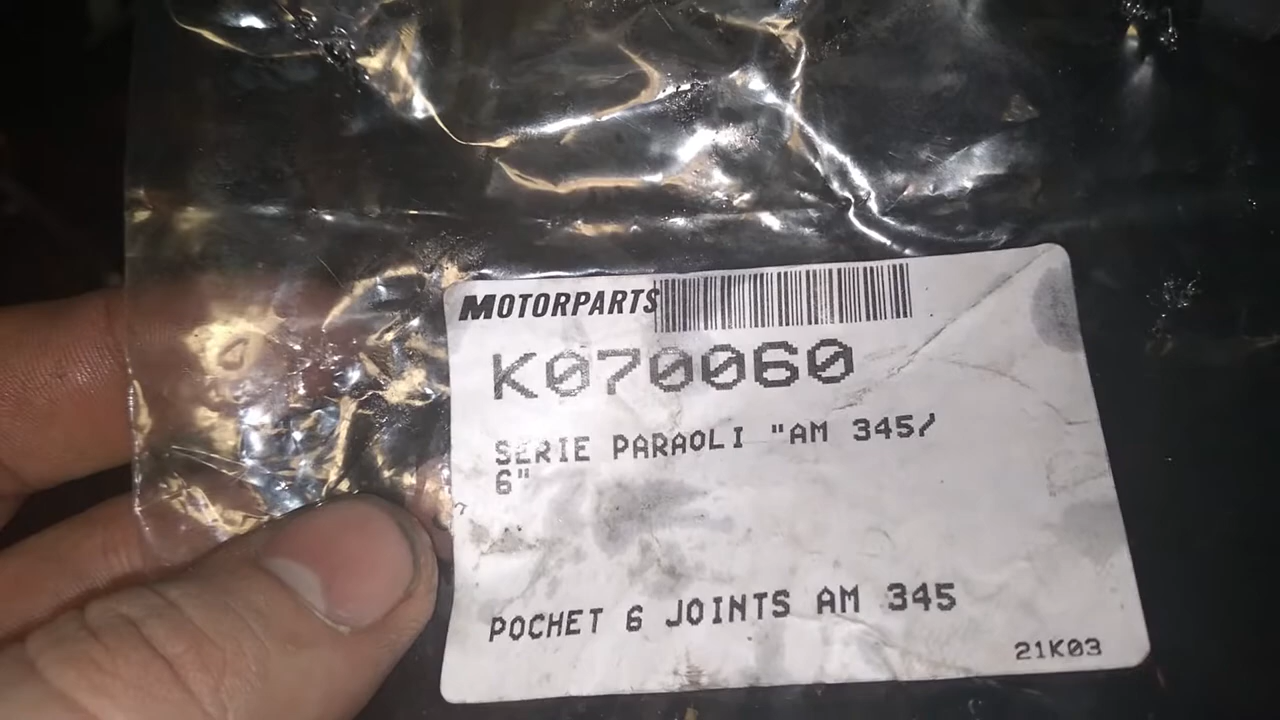 MOTORPARTS
K070060
SERIE PARAOLI "AM 345/
6"
POCHET 6 JOINTS AM 345
21K03